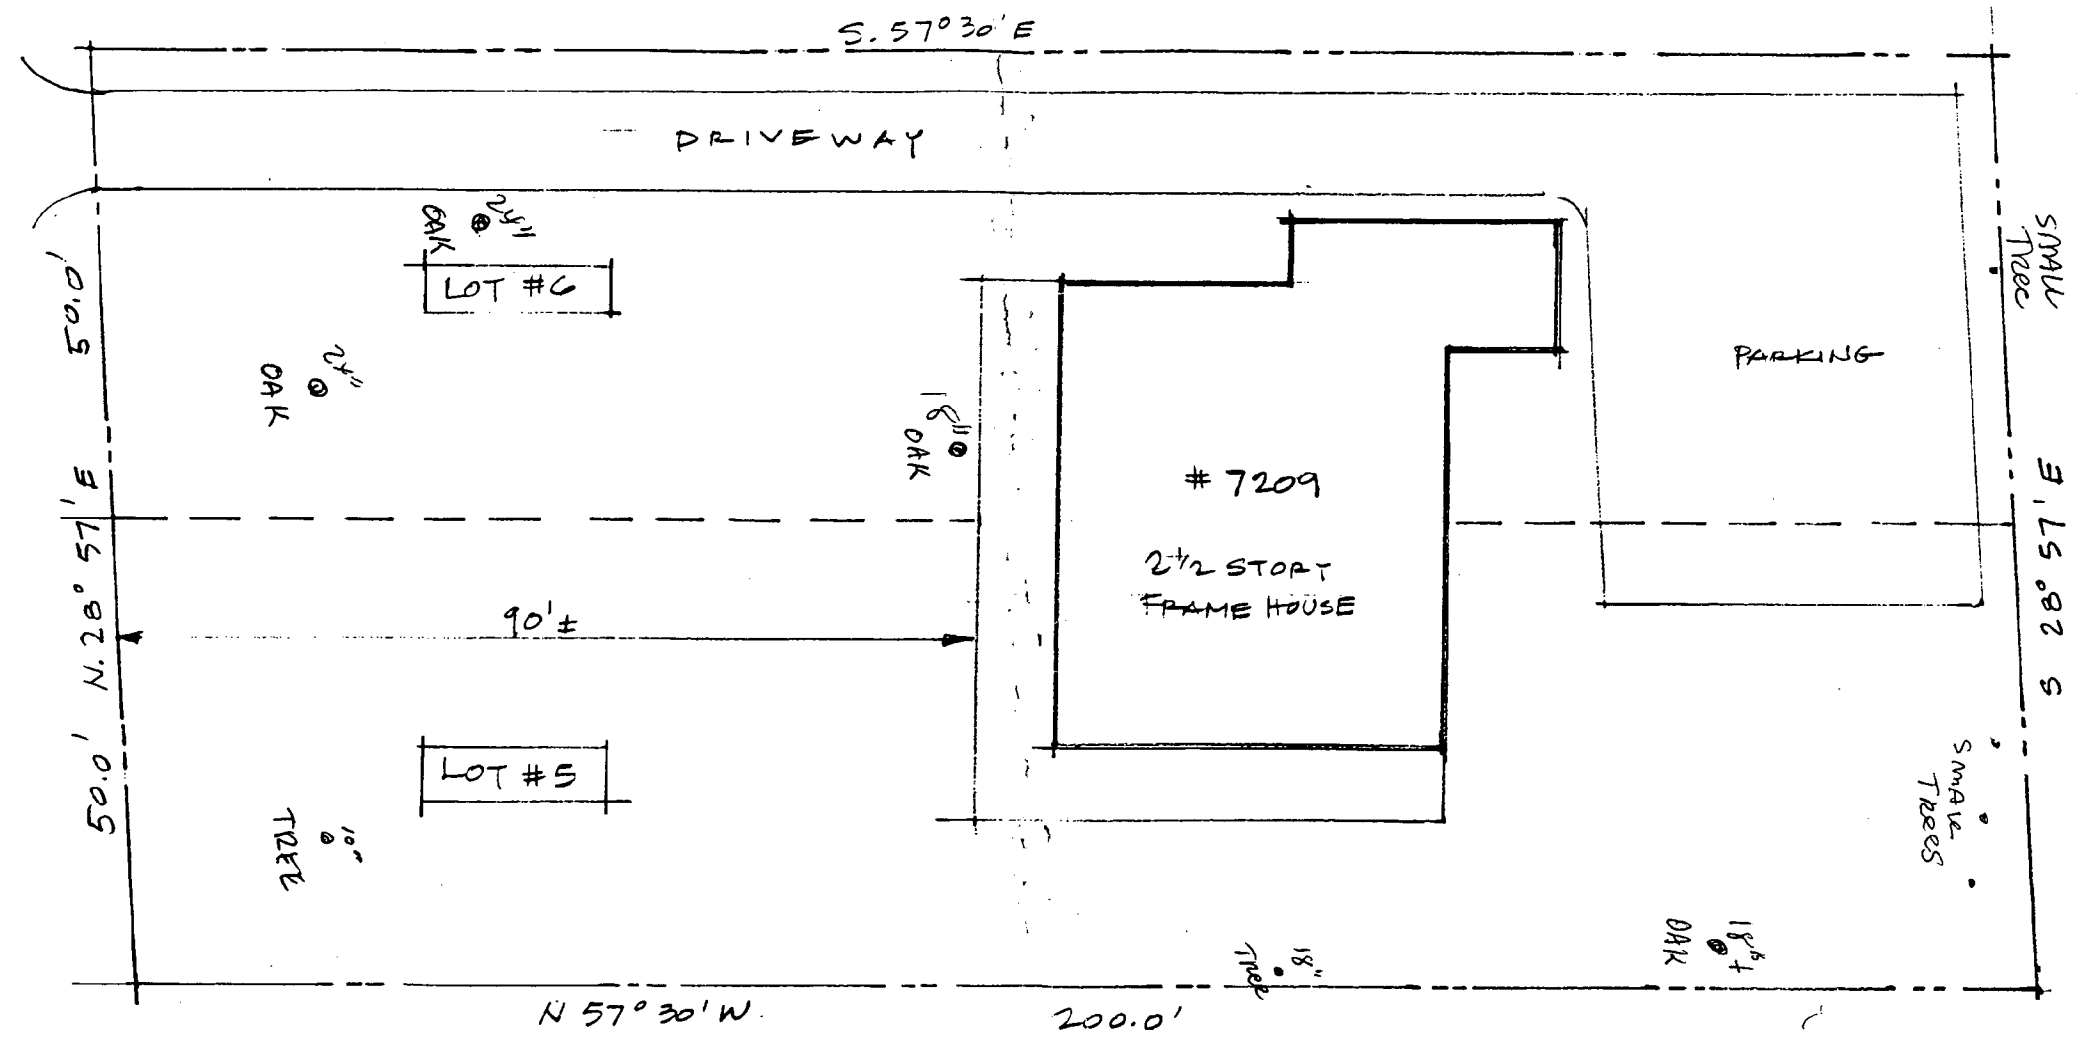 S. 57° 30' E
DRIVEWAY
24"
OAK
LOT #6
50.0'
SMALL
Tree
24"
OAK
PARKING
18"
OAK
# 7209
2 1/2 STORY
FRAME HOUSE
N. 28° 57' E
S 28° 57' E
90' ±
LOT #5
50.0'
10"
TREE
SMALL
TREES
18" ±
OAK
18"
Tree
N 57° 30' W.
200.0'